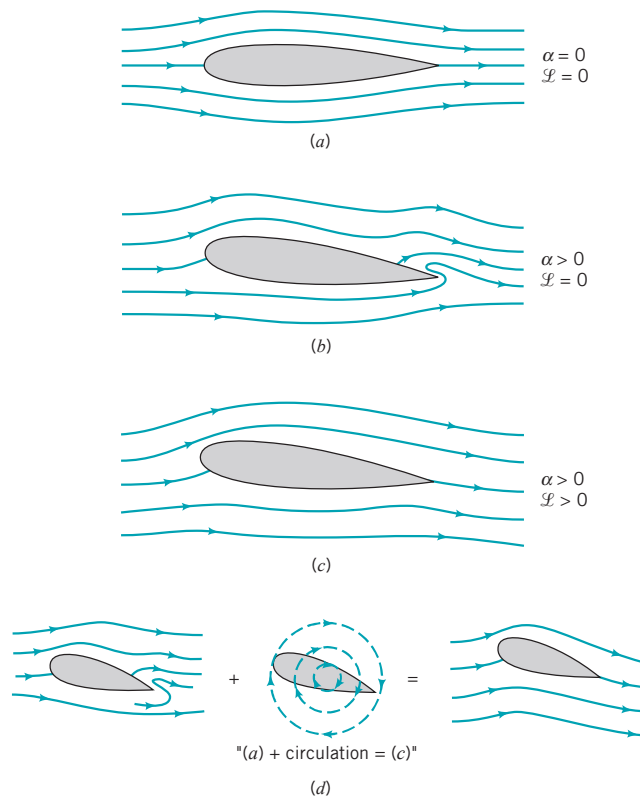 α = 0
ℒ = 0
(a)
α > 0
ℒ = 0
(b)
α > 0
ℒ > 0
(c)
+
=
"(a) + circulation = (c)"
(d)